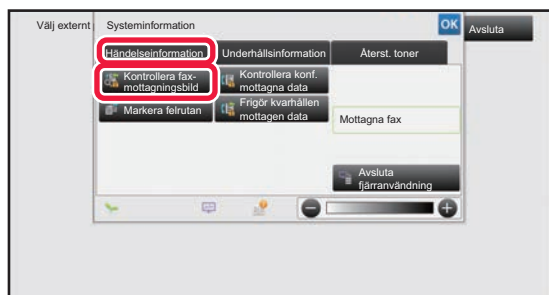 Välj externt
Systeminformation
OK
Avsluta
Händelseinformation
Underhållsinformation
Återst. toner
Kontrollera fax-
mottagningsbild
Kontrollera konf.
mottagna data
Markera felrutan
Frigör kvarhållen
mottagen data
Mottagna fax
Avsluta
fjärranvändning